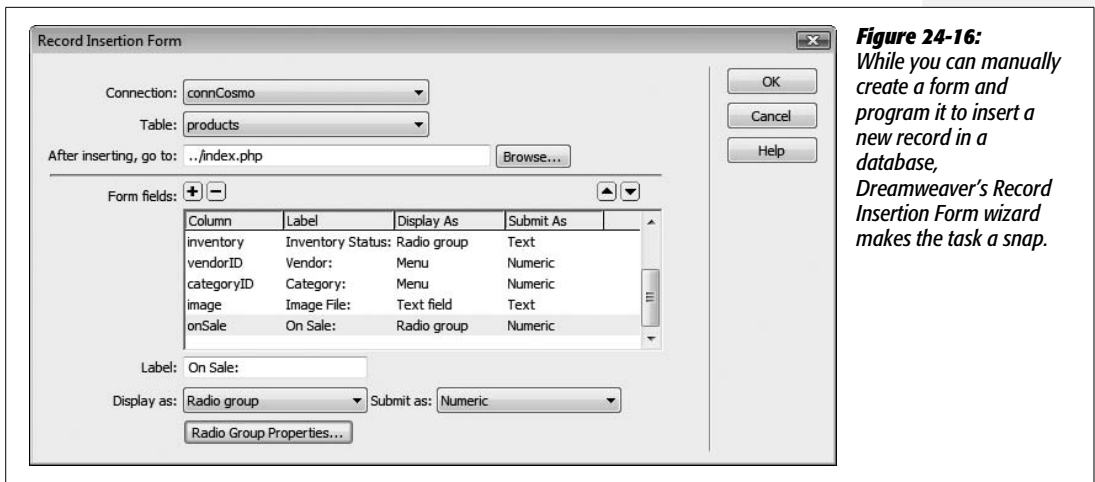 Record Insertion Form
Connection: connCosmo
Table: products
After inserting, go to: ../index.php Browse...
Form fields:
Column Label Display As Submit As
inventory Inventory Status: Radio group Text
vendorID Vendor: Menu Numeric
categoryID Category: Menu Numeric
image Image File: Text field Text
onSale On Sale: Radio group Numeric
Label: On Sale:
Display as: Radio group Submit as: Numeric
Radio Group Properties...
OK
Cancel
Help
Figure 24-16:
While you can manually
create a form and
program it to insert a
new record in a
database,
Dreamweaver’s Record
Insertion Form wizard
makes the task a snap.